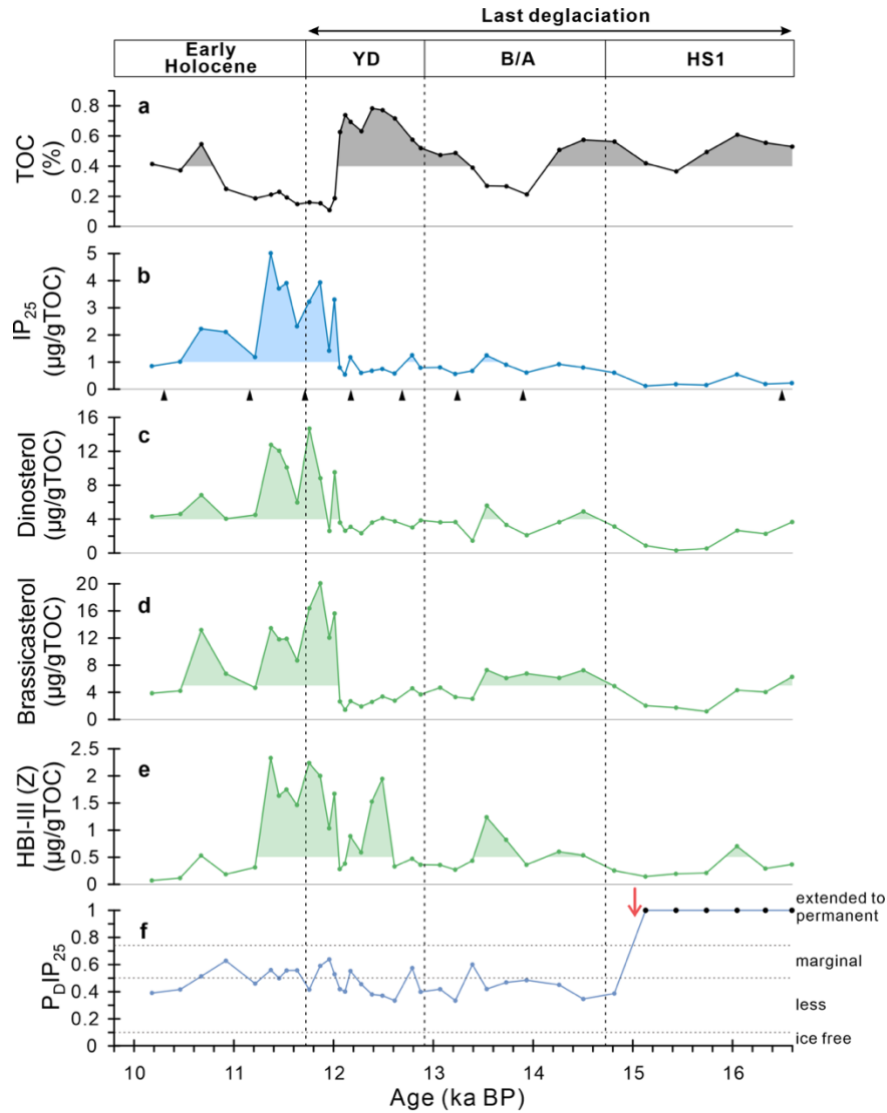 Last deglaciation
Early
Holocene
YD
B/A
HS1
a
TOC
(%)
0.8
0.6
0.4
0.2
0
b
IP25
(μg/gTOC)
5
4
3
2
1
0
c
Dinosterol
(μg/gTOC)
16
12
8
4
0
d
Brassicasterol
(μg/gTOC)
20
16
12
8
4
0
e
HBI-III (Z)
(μg/gTOC)
2.5
2
1.5
1
0.5
0
f
PDIP25
1
0.8
0.6
0.4
0.2
0
extended to
permanent
marginal
less
ice free
10 11 12 13 14 15 16
Age (ka BP)